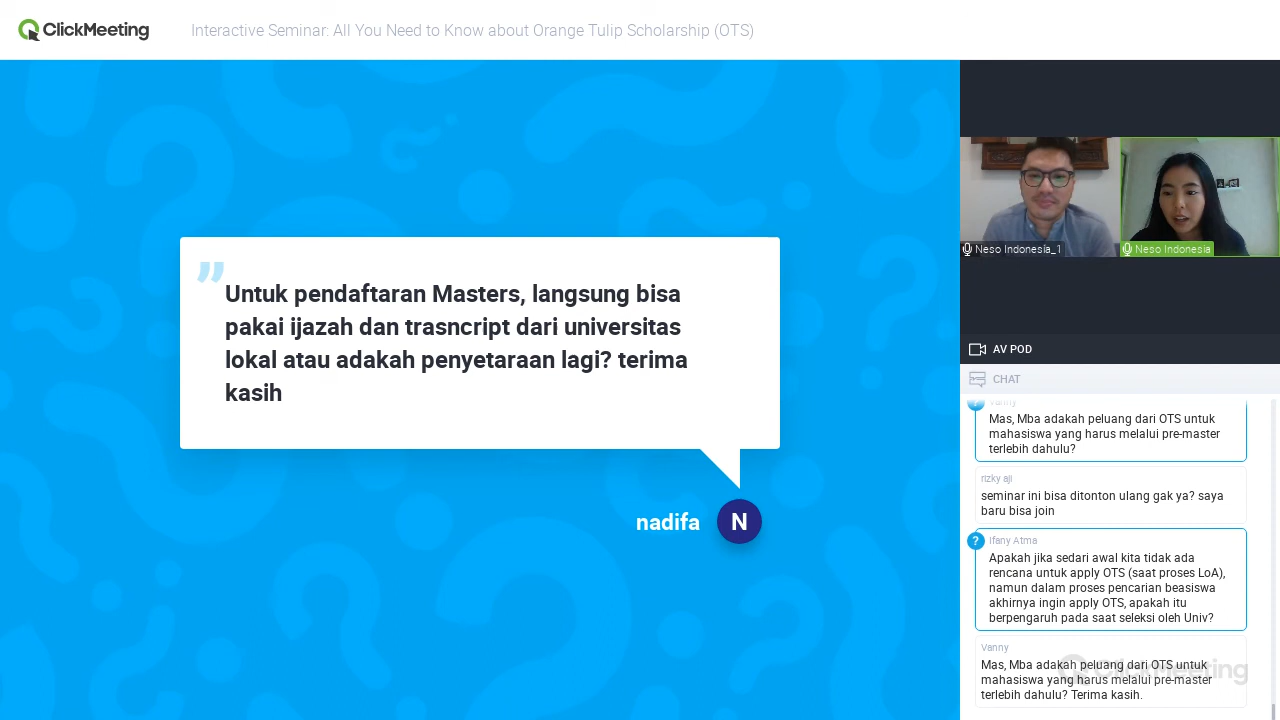 ClickMeeting
Interactive Seminar: All You Need to Know about Orange Tulip Scholarship (OTS)
Untuk pendaftaran Masters, langsung bisa
pakai ijazah dan trasncript dari universitas
lokal atau adakah penyetaraan lagi? terima
kasih
nadifa
N
Neso Indonesia_1
Neso Indonesia
AV POD
CHAT
Vanny
Mas, Mba adakah peluang dari OTS untuk
mahasiswa yang harus melalui pre-master
terlebih dahulu?
rizky aji
seminar ini bisa ditonton ulang gak ya? saya
baru bisa join
?
Ifany Atma
Apakah jika sedari awal kita tidak ada
rencana untuk apply OTS (saat proses LoA),
namun dalam proses pencarian beasiswa
akhirnya ingin apply OTS, apakah itu
berpengaruh pada saat seleksi oleh Univ?
Vanny
Mas, Mba adakah peluang dari OTS untuk
mahasiswa yang harus melalui pre-master
terlebih dahulu? Terima kasih.
ClickMeeting